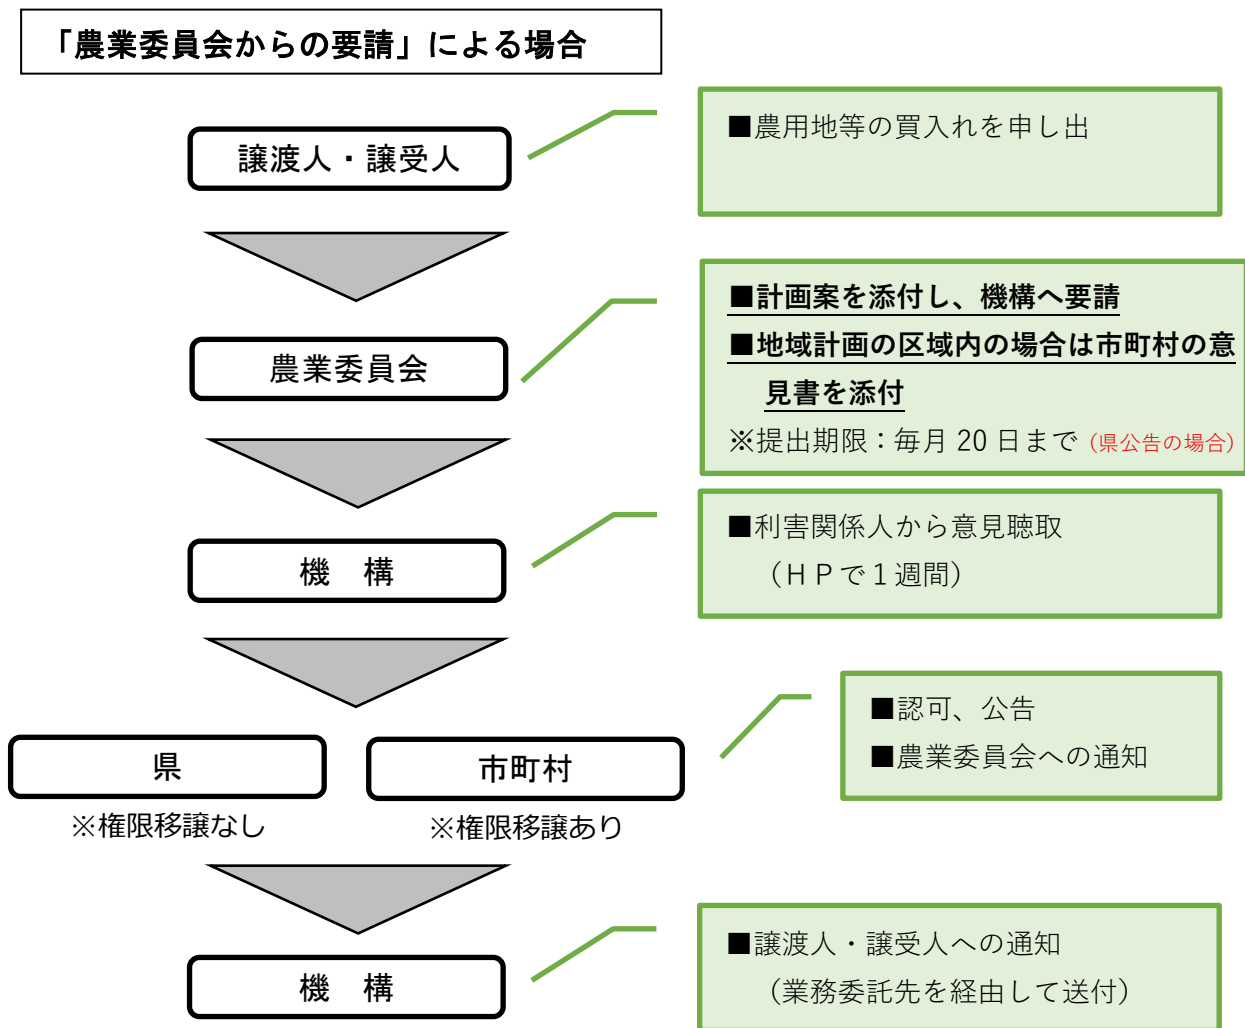 「農業委員会からの要請」による場合
譲渡人・譲受人
■農用地等の買入れを申し出
農業委員会
■計画案を添付し、機構へ要請
■地域計画の区域内の場合は市町村の意
見書を添付
※提出期限：毎月 20 日まで (県公告の場合)
機　構
■利害関係人から意見聴取
（ＨＰで１週間）
県
※権限移譲なし
市町村
※権限移譲あり
■認可、公告
■農業委員会への通知
機　構
■譲渡人・譲受人への通知
（業務委託先を経由して送付）